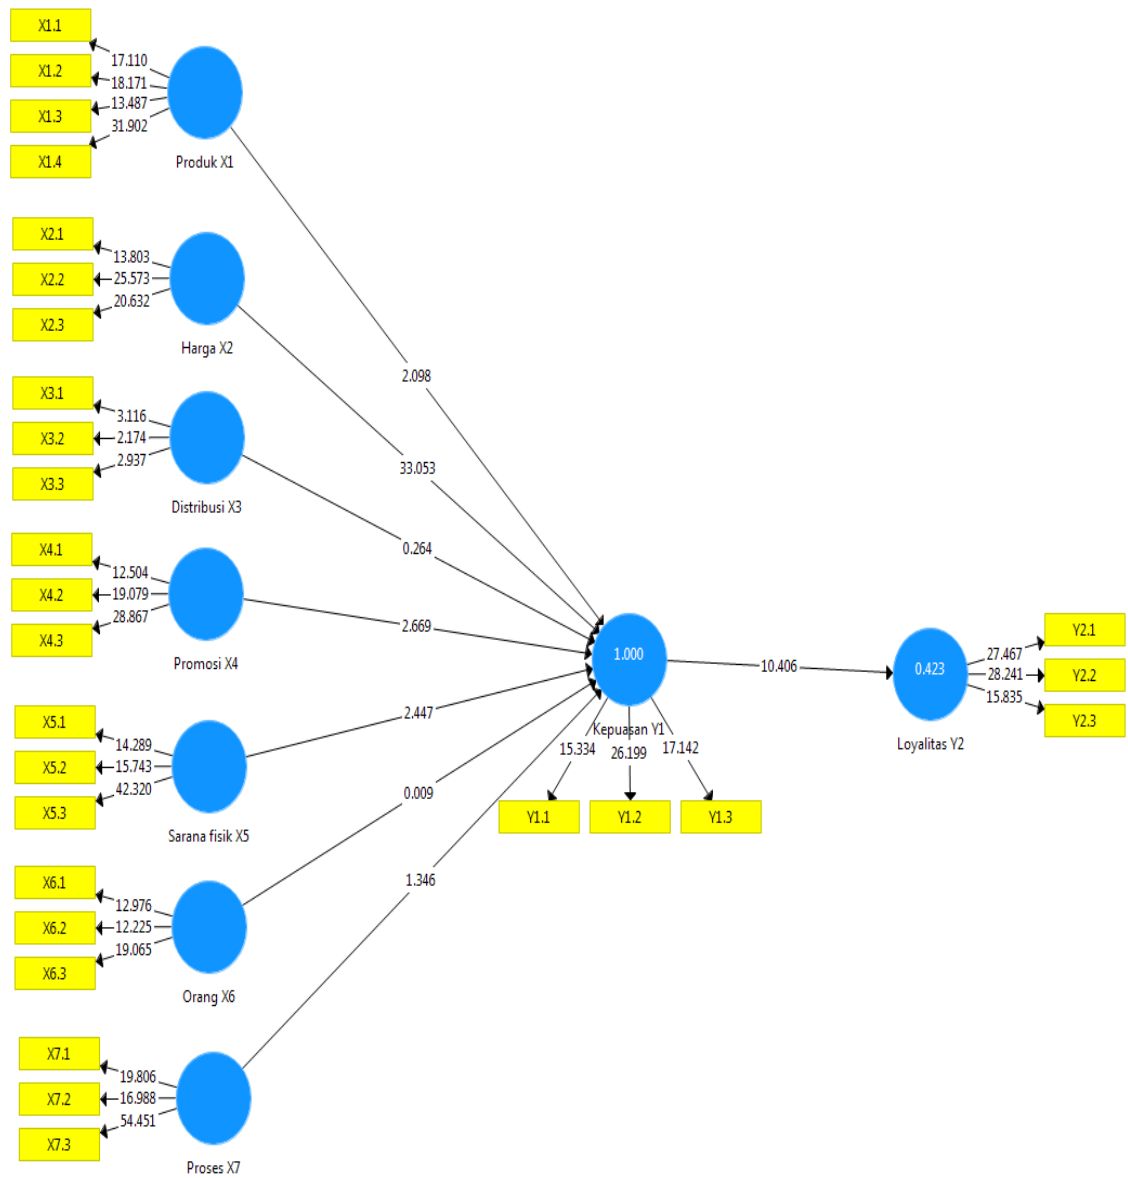 X1.1
X1.2
X1.3
X1.4
17.110
18.171
13.487
31.902
Produk X1
X2.1
X2.2
X2.3
13.803
25.573
20.632
Harga X2
X3.1
X3.2
X3.3
3.116
2.174
2.937
Distribusi X3
X4.1
X4.2
X4.3
12.504
19.079
28.867
Promosi X4
X5.1
X5.2
X5.3
14.289
15.743
42.320
Sarana fisik X5
X6.1
X6.2
X6.3
12.976
12.225
19.065
Orang X6
X7.1
X7.2
X7.3
19.806
16.988
54.451
Proses X7
2.098
33.053
0.264
2.669
2.447
0.009
1.346
1.000
Kepuasan Y1
15.334
26.199
17.142
Y1.1
Y1.2
Y1.3
10.406
0.423
Loyalitas Y2
27.467
28.241
15.835
Y2.1
Y2.2
Y2.3